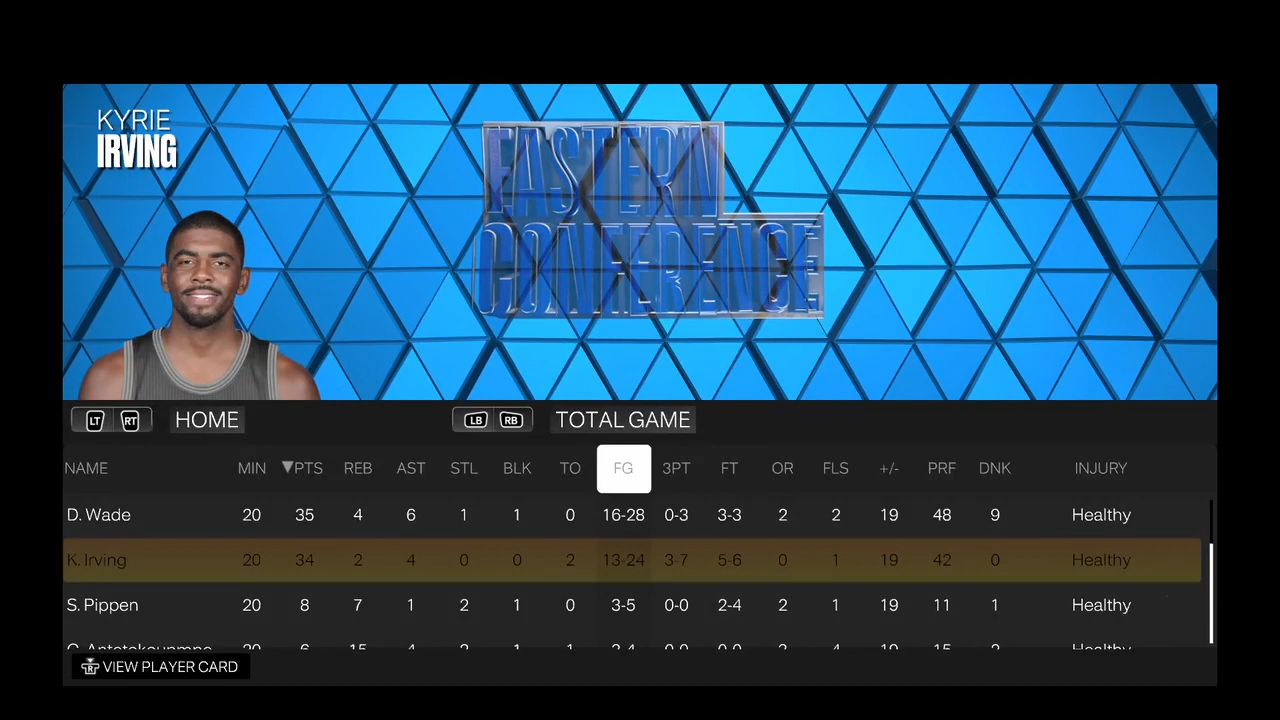 KYRIE
IRVING
EASTERN
CONFERENCE
LT RT HOME LB RB TOTAL GAME
NAME MIN ▼PTS REB AST STL BLK TO FG 3PT FT OR FLS +/- PRF DNK INJURY
D. Wade 20 35 4 6 1 1 0 16-28 0-3 3-3 2 2 19 48 9 Healthy
K. Irving 20 34 2 4 0 0 2 13-24 3-7 5-6 0 1 19 42 0 Healthy
S. Pippen 20 8 7 1 2 1 0 3-5 0-0 2-4 2 1 19 11 1 Healthy
R VIEW PLAYER CARD